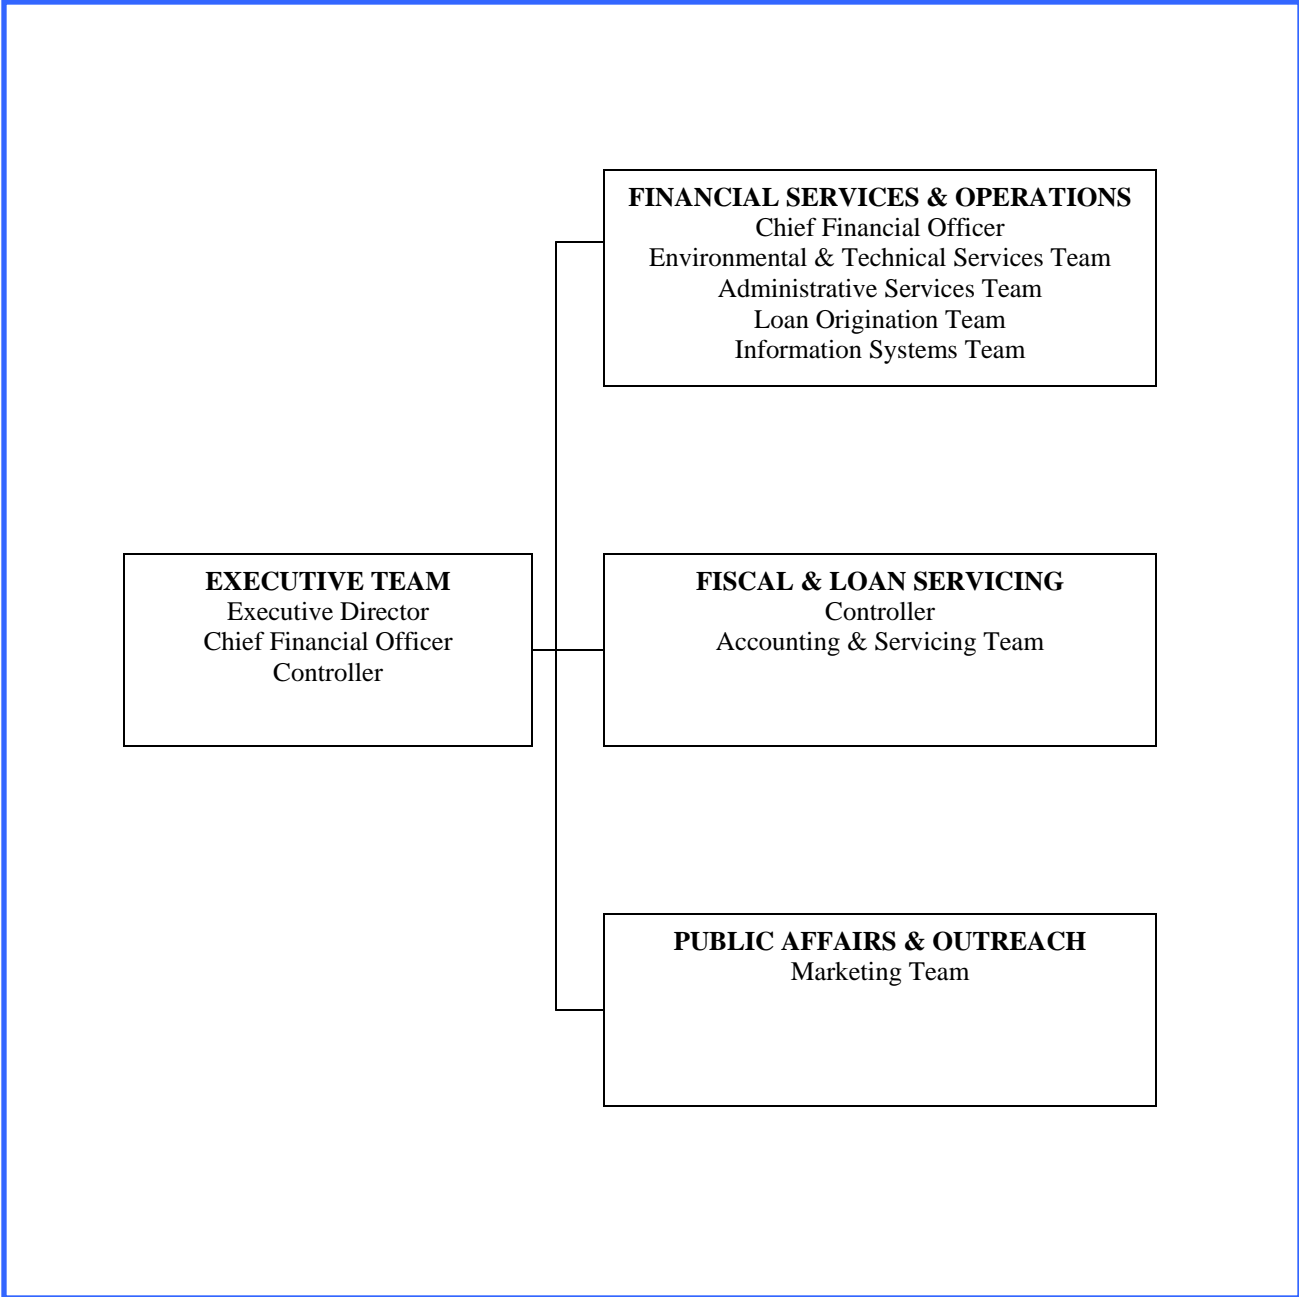 FINANCIAL SERVICES & OPERATIONS
Chief Financial Officer
Environmental & Technical Services Team
Administrative Services Team
Loan Origination Team
Information Systems Team
EXECUTIVE TEAM
Executive Director
Chief Financial Officer
Controller
FISCAL & LOAN SERVICING
Controller
Accounting & Servicing Team
PUBLIC AFFAIRS & OUTREACH
Marketing Team